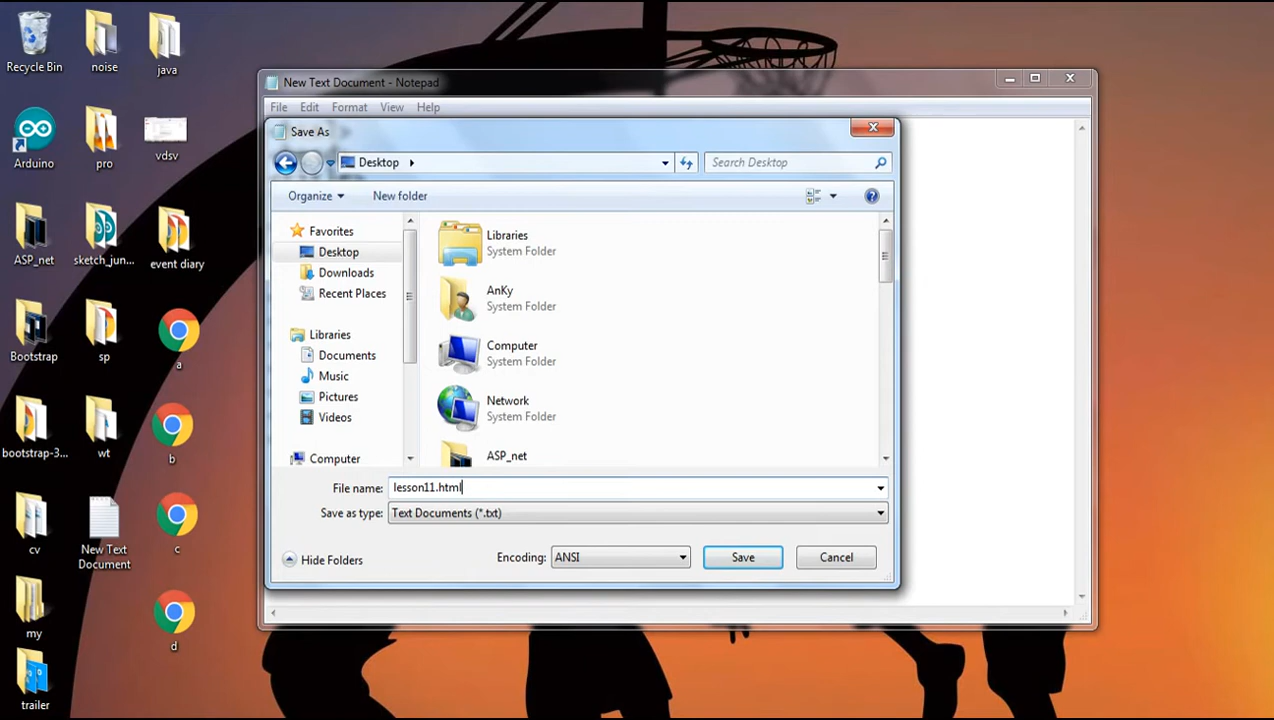 Recycle Bin
noise
java
Arduino
pro
vdsv
ASP_net
sketch_jun...
event diary
Bootstrap
sp
a
bootstrap-3...
wt
b
cv
New Text
Document
c
my
d
trailer
New Text Document - Notepad
File Edit Format View Help
Save As
Desktop
Search Desktop
Organize
New folder
Favorites
Desktop
Downloads
Recent Places
Libraries
Documents
Music
Pictures
Videos
Computer
Libraries
System Folder
AnKy
System Folder
Computer
System Folder
Network
System Folder
ASP_net
File name: lesson11.html
Save as type: Text Documents (*.txt)
Hide Folders
Encoding: ANSI
Save
Cancel